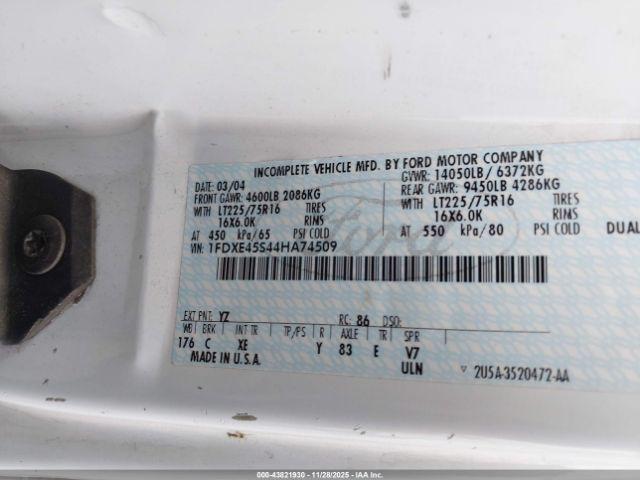 INCOMPLETE VEHICLE MFD. BY FORD MOTOR COMPANY
DATE: 03/04 GVWR: 14050LB/ 6372KG
FRONT GAWR: 4600LB 2086KG REAR GAWR: 9450LB 4286KG
WITH LT225/75R16 TIRES WITH LT225/75R16 TIRES
16X6.0K RIMS 16X6.0K RIMS
AT 450 kPa/65 PSI COLD AT 550 kPa/80 PSI COLD DUAL
VIN: 1FDXE45S44HA74509
Ford
EXT PNT: YZ RC: 86 DSO:
WB BRK INT TR TP/PS R AXLE TR SPR
176 C XE Y 83 E V7
MADE IN U.S.A. ULN
2U5A-3520472-AA
000-43821930 - 11/28/2025 - IAA Inc.